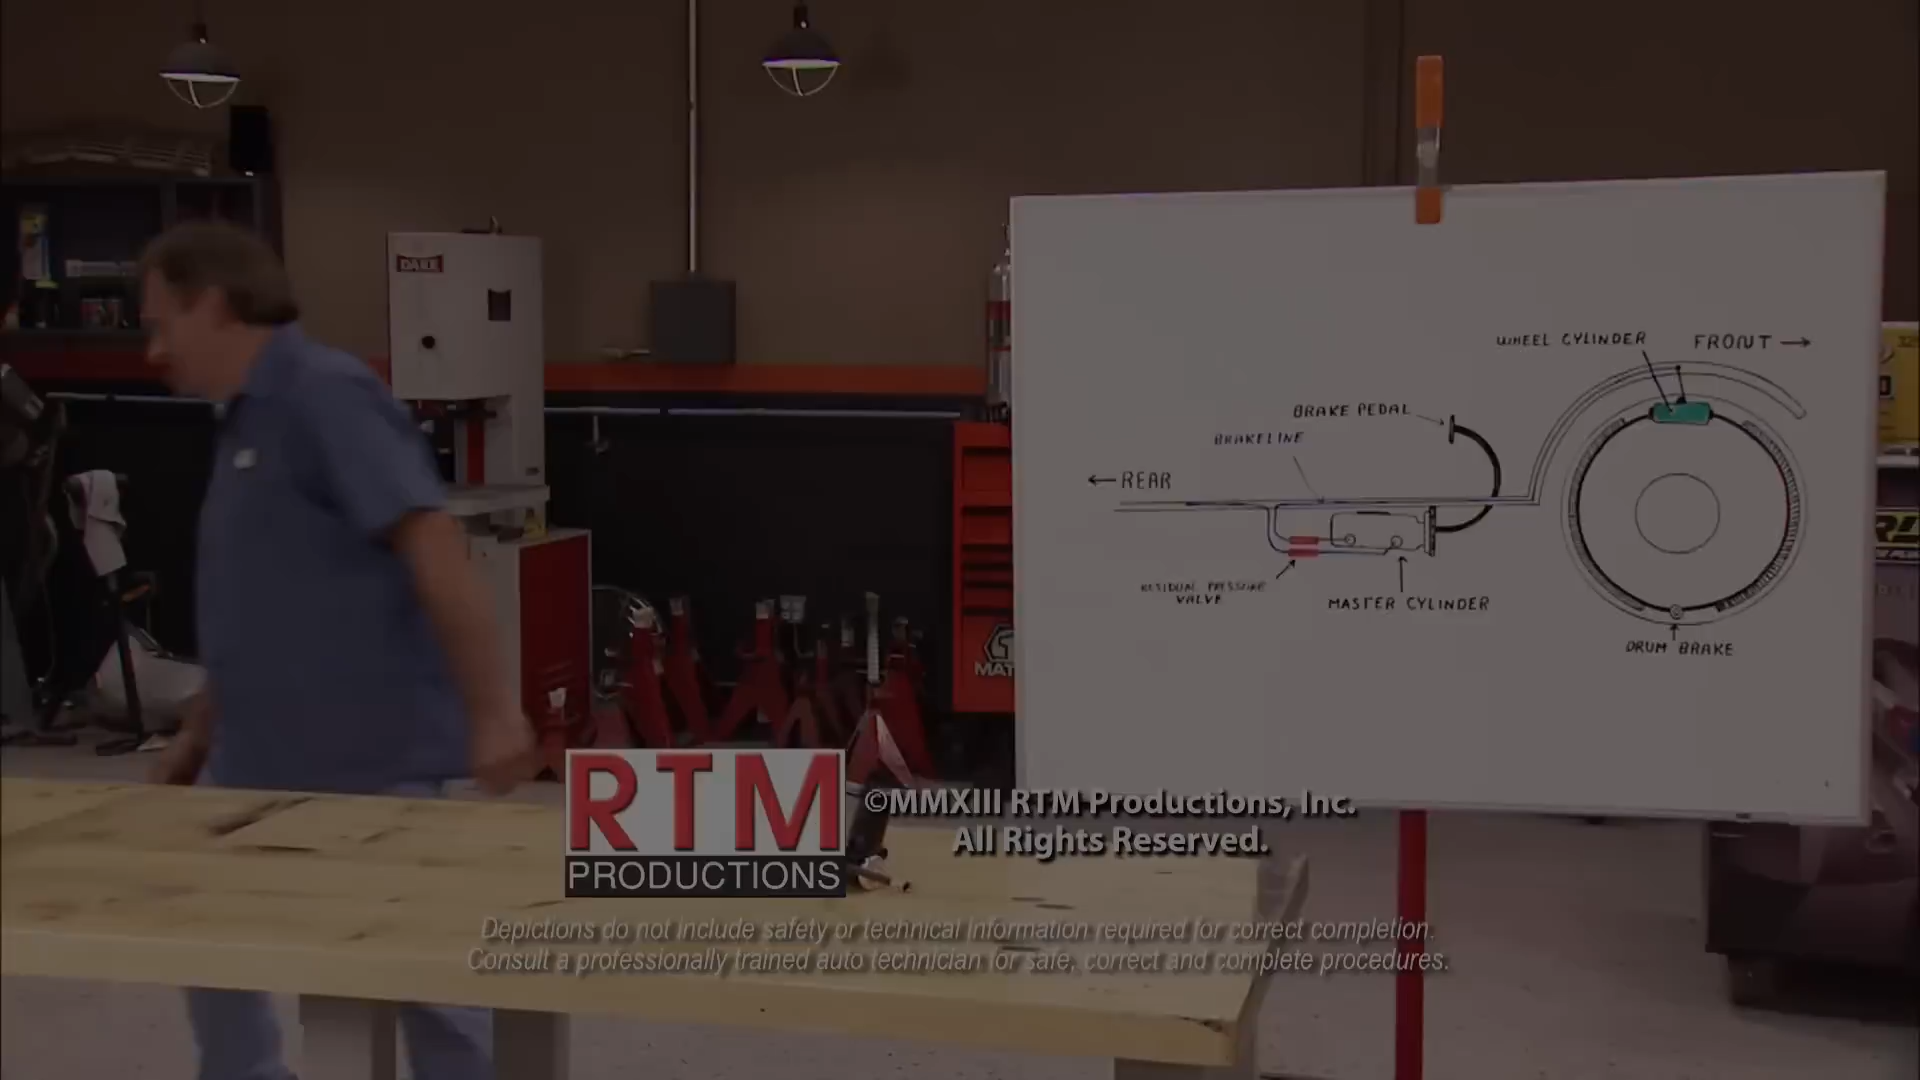 DAKE
WHEEL CYLINDER
FRONT
BRAKE PEDAL
BRAKELINE
REAR
RESIDUAL PRESSURE
VALVE
MASTER CYLINDER
DRUM BRAKE
RTM
PRODUCTIONS
©MMXIII RTM Productions, Inc.
All Rights Reserved.
Depictions do not include safety or technical information required for correct completion.
Consult a professionally trained auto technician for safe, correct and complete procedures.